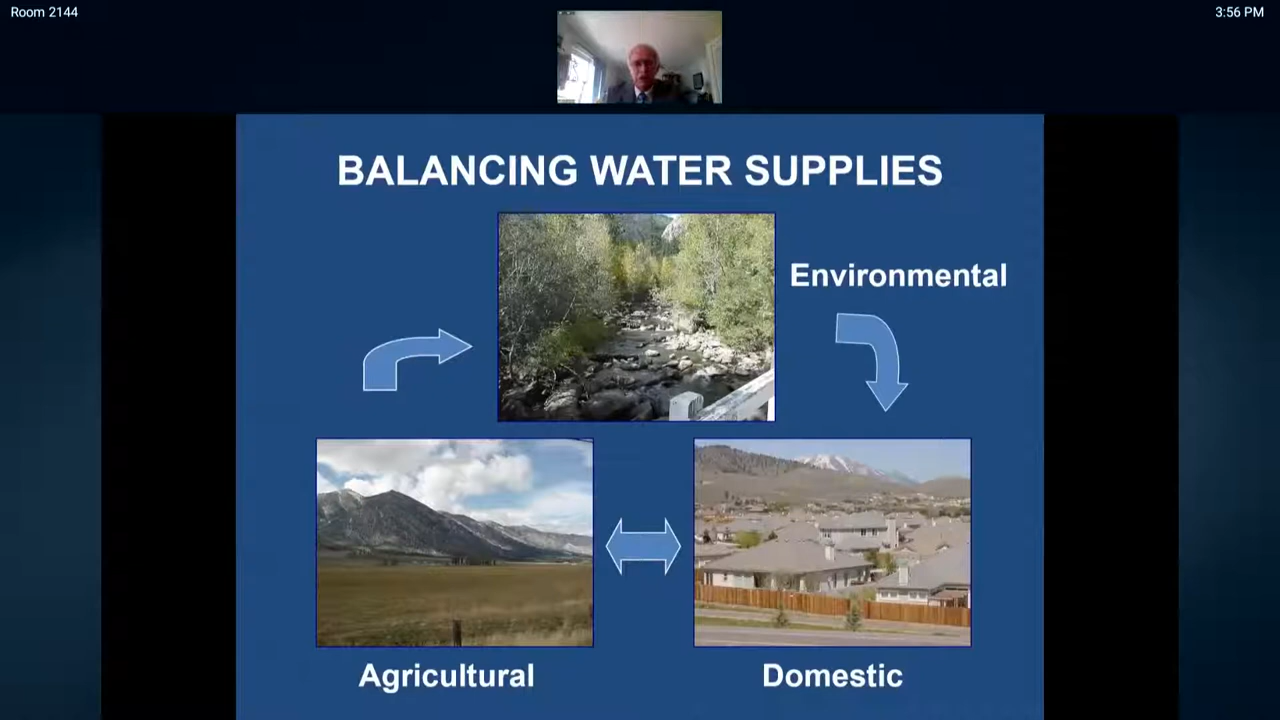 Room 2144
3:56 PM
BALANCING WATER SUPPLIES
Environmental
Agricultural
Domestic